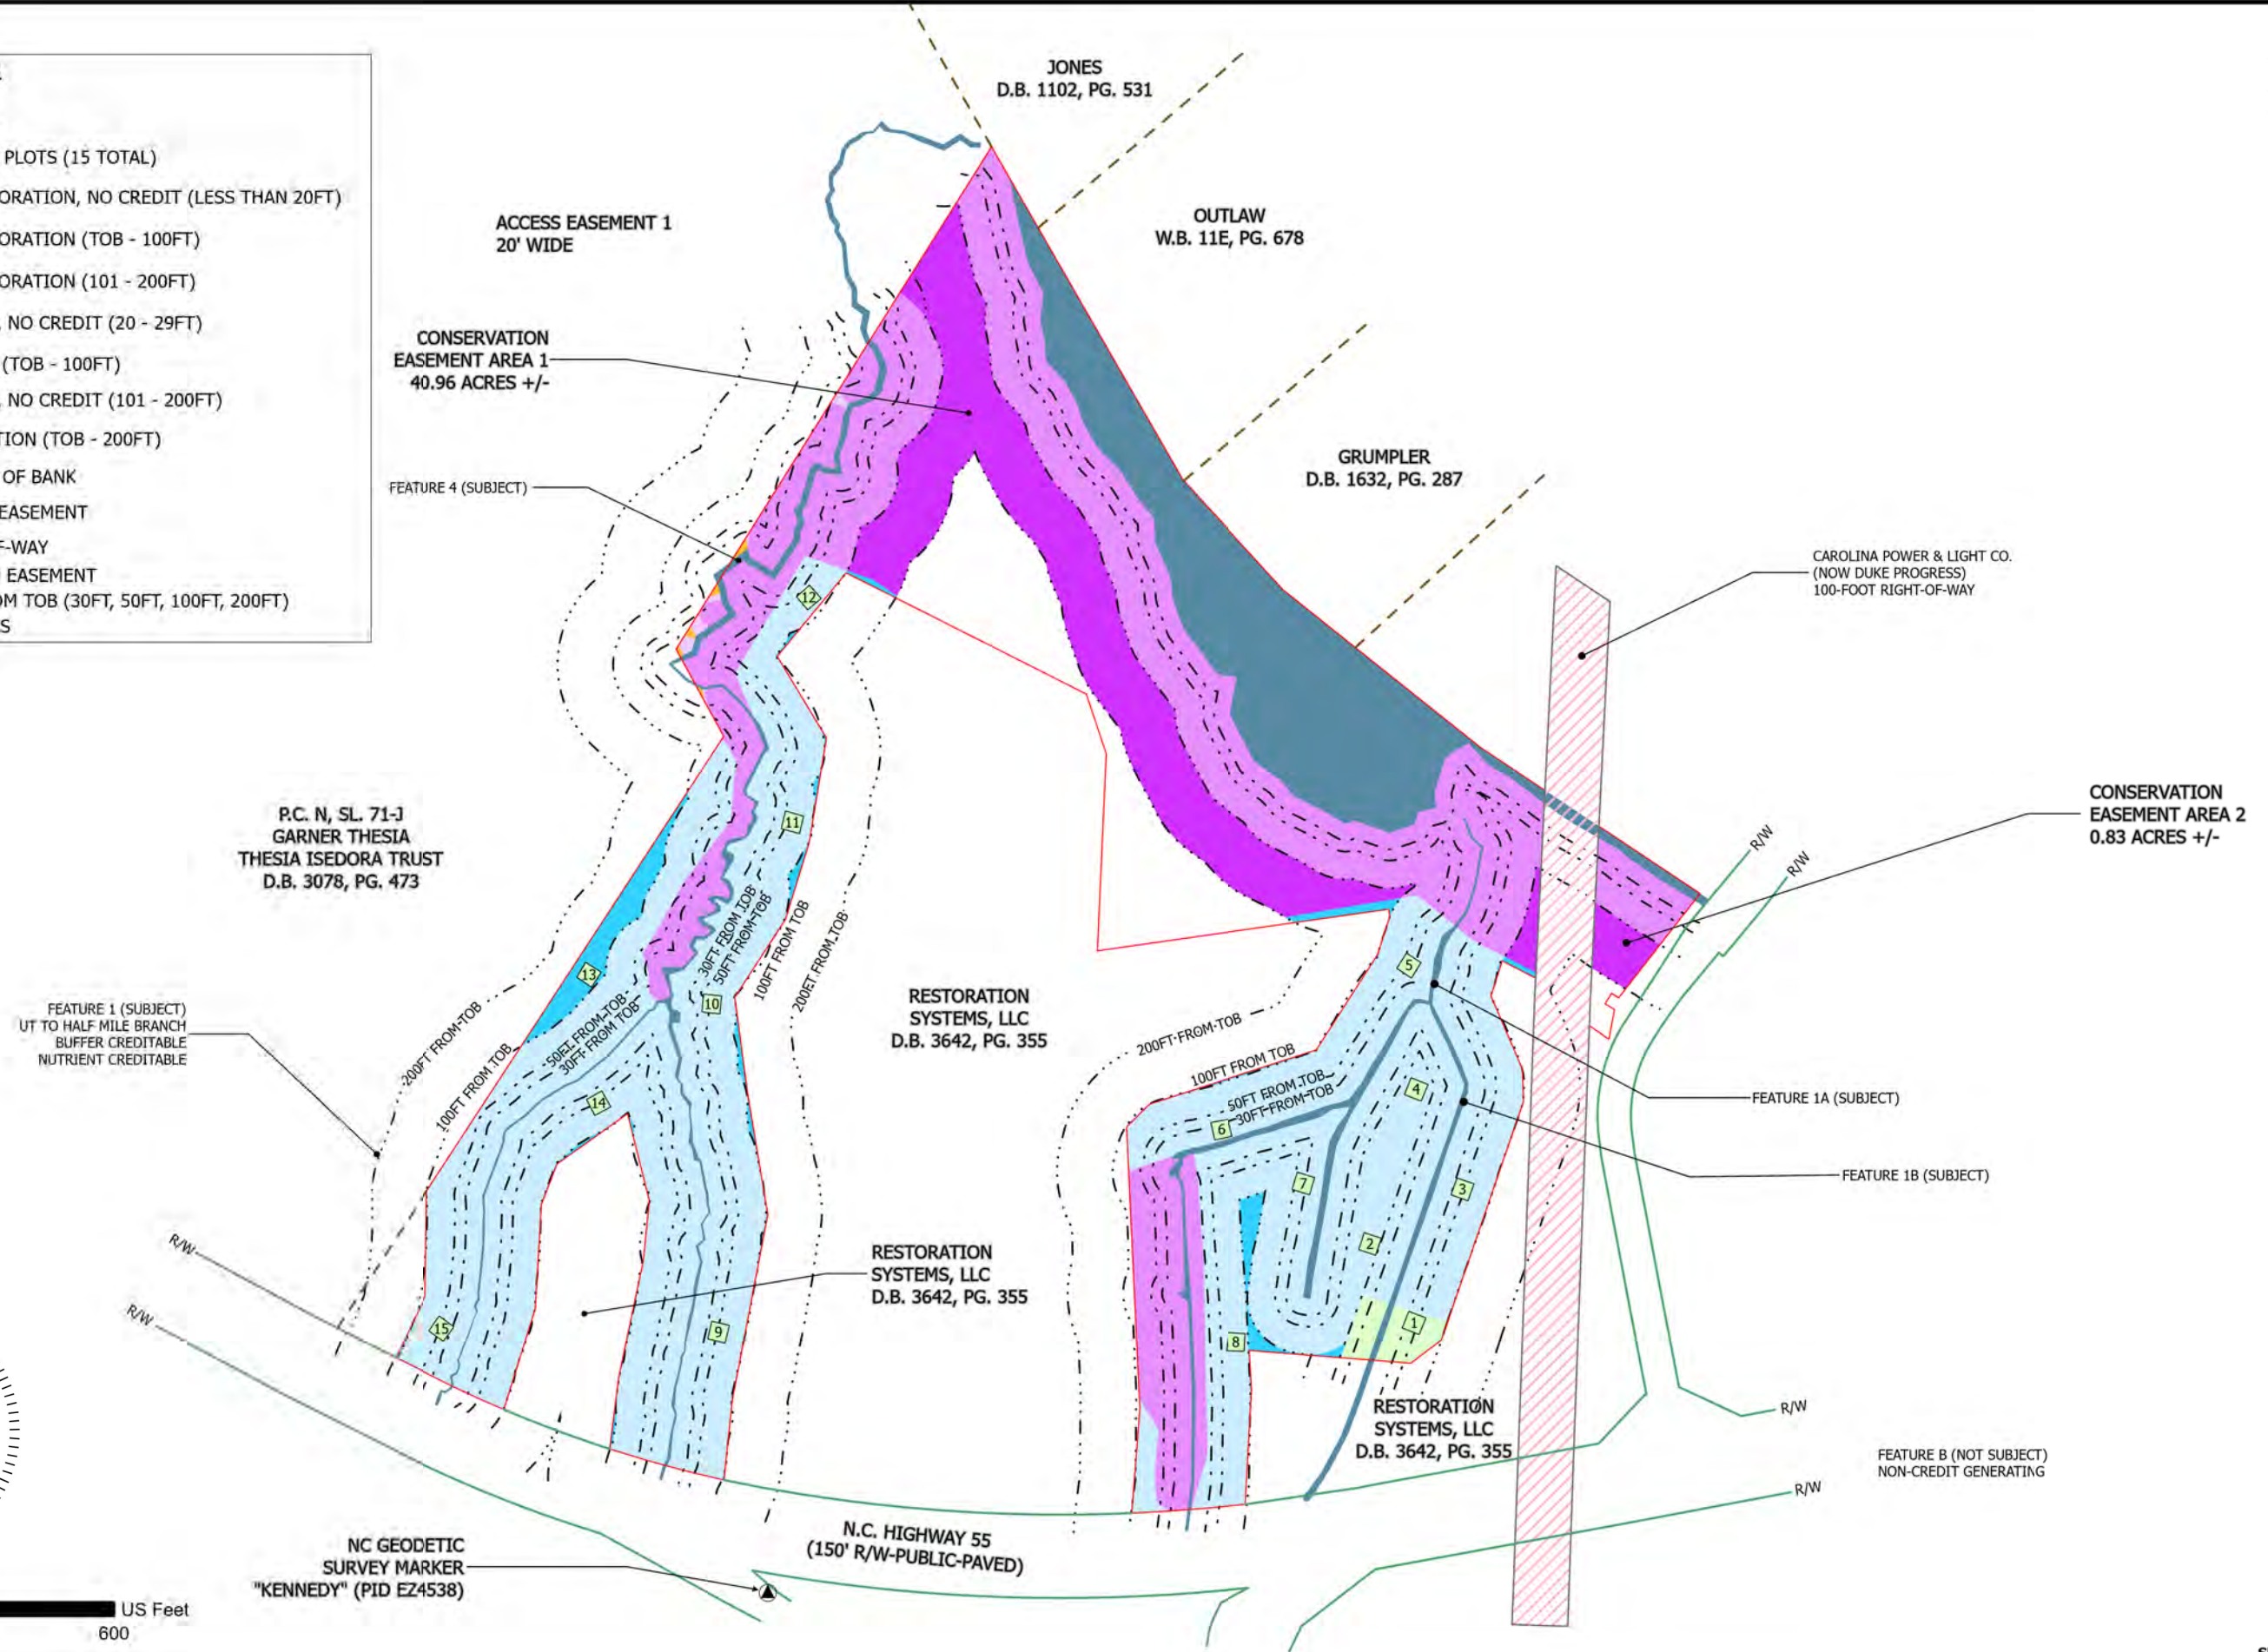 PLOTS (15 TOTAL)
ORATION, NO CREDIT (LESS THAN 20FT)
ORATION (TOB - 100FT)
ORATION (101 - 200FT)
NO CREDIT (20 - 29FT)
(TOB - 100FT)
NO CREDIT (101 - 200FT)
TION (TOB - 200FT)
OF BANK
EASEMENT
F-WAY
EASEMENT
OM TOB (30FT, 50FT, 100FT, 200FT)
S
JONES
D.B. 1102, PG. 531
ACCESS EASEMENT 1
20' WIDE
OUTLAW
W.B. 11E, PG. 678
CONSERVATION
EASEMENT AREA 1
40.96 ACRES +/-
FEATURE 4 (SUBJECT)
GRUMPLER
D.B. 1632, PG. 287
CAROLINA POWER & LIGHT CO.
(NOW DUKE PROGRESS)
100-FOOT RIGHT-OF-WAY
12
CONSERVATION
EASEMENT AREA 2
0.83 ACRES +/-
P.C. N, SL. 71-J
GARNER THESIA
THESIA ISEDORA TRUST
D.B. 3078, PG. 473
11
R/W
R/W
30FT FROM TOB
50FT FROM TOB
100FT FROM TOB
200FT FROM TOB
13
10
5
FEATURE 1 (SUBJECT)
UT TO HALF MILE BRANCH
BUFFER CREDITABLE
NUTRIENT CREDITABLE
200FT FROM TOB
100FT FROM TOB
50FT FROM TOB
30FT FROM TOB
14
RESTORATION
SYSTEMS, LLC
D.B. 3642, PG. 355
200FT FROM TOB
100FT FROM TOB
50FT FROM TOB
30FT FROM TOB
4
6
FEATURE 1A (SUBJECT)
FEATURE 1B (SUBJECT)
7
3
2
R/W
R/W
RESTORATION
SYSTEMS, LLC
D.B. 3642, PG. 355
15
9
8
1
RESTORATION
SYSTEMS, LLC
D.B. 3642, PG. 355
R/W
FEATURE B (NOT SUBJECT)
NON-CREDIT GENERATING
R/W
N.C. HIGHWAY 55
(150' R/W-PUBLIC-PAVED)
NC GEODETIC
SURVEY MARKER
"KENNEDY" (PID EZ4538)
US Feet
600